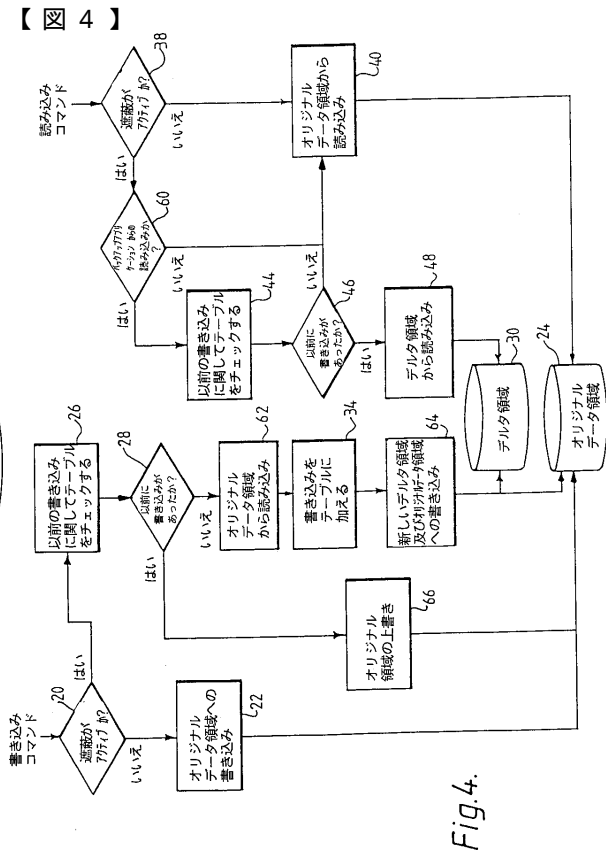 【図4】
書き込み
コマンド
20
遮蔽が
アクティブか?
はい
いいえ
オリジナル
データ領域への
書き込み
22
以前の書き込み
に関してテーブル
をチェックする
26
以前に
書き込みが
あったか?
28
はい
いいえ
オリジナル
データ領域
から読み込み
62
書き込みを
テーブルに
加える
34
新しいデルタ領域
及びオリジナルデータ領域
への書き込み
64
オリジナル
領域の上書き
66
読み込み
コマンド
38
遮蔽が
アクティブか?
はい
いいえ
バックアップアプリ
ケーションからの
読み込みか
?
60
はい
いいえ
以前の書き込み
に関してテーブル
をチェックする
44
以前に
書き込みが
あったか?
46
いいえ
はい
デルタ領域
から読み込み
48
オリジナル
データ領域から
読み込み
40
デルタ領域
30
オリジナル
データ領域
24
Fig.4.